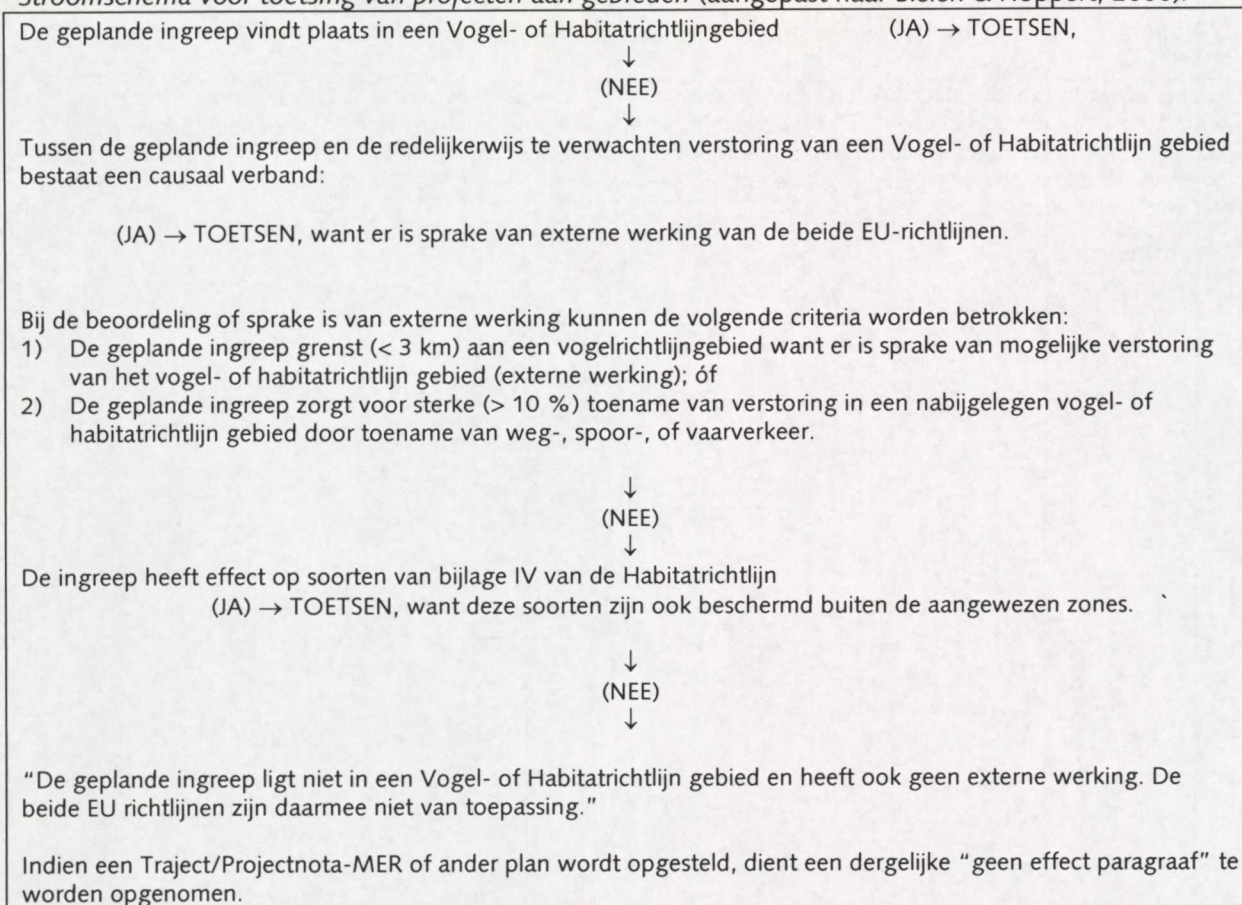 Stroomschema voor toetsing van projecten aan gebieden (aangepast naar
De geplande ingreep vindt plaats in een Vogel- of Habitatrichtlijngebied (JA) → TOETSEN,
↓
(NEE)
↓
Tussen de geplande ingreep en de redelijkerwijs te verwachten verstoring van een Vogel- of Habitatrichtlijn gebied
bestaat een causaal verband:
(JA) → TOETSEN, want er is sprake van externe werking van de beide EU-richtlijnen.
Bij de beoordeling of sprake is van externe werking kunnen de volgende criteria worden betrokken:
1) De geplande ingreep grenst (< 3 km) aan een vogelrichtlijngebied want er is sprake van mogelijke verstoring
van het vogel- of habitatrichtlijn gebied (externe werking); óf
2) De geplande ingreep zorgt voor sterke (> 10 %) toename van verstoring in een nabijgelegen vogel- of
habitatrichtlijn gebied door toename van weg-, spoor-, of vaarverkeer.
↓
(NEE)
↓
De ingreep heeft effect op soorten van bijlage IV van de Habitatrichtlijn
(JA) → TOETSEN, want deze soorten zijn ook beschermd buiten de aangewezen zones.
↓
(NEE)
↓
"De geplande ingreep ligt niet in een Vogel- of Habitatrichtlijn gebied en heeft ook geen externe werking. De
beide EU richtlijnen zijn daarmee niet van toepassing."
Indien een Traject/Projectnota-MER of ander plan wordt opgesteld, dient een dergelijke "geen effect paragraaf" te
worden opgenomen.